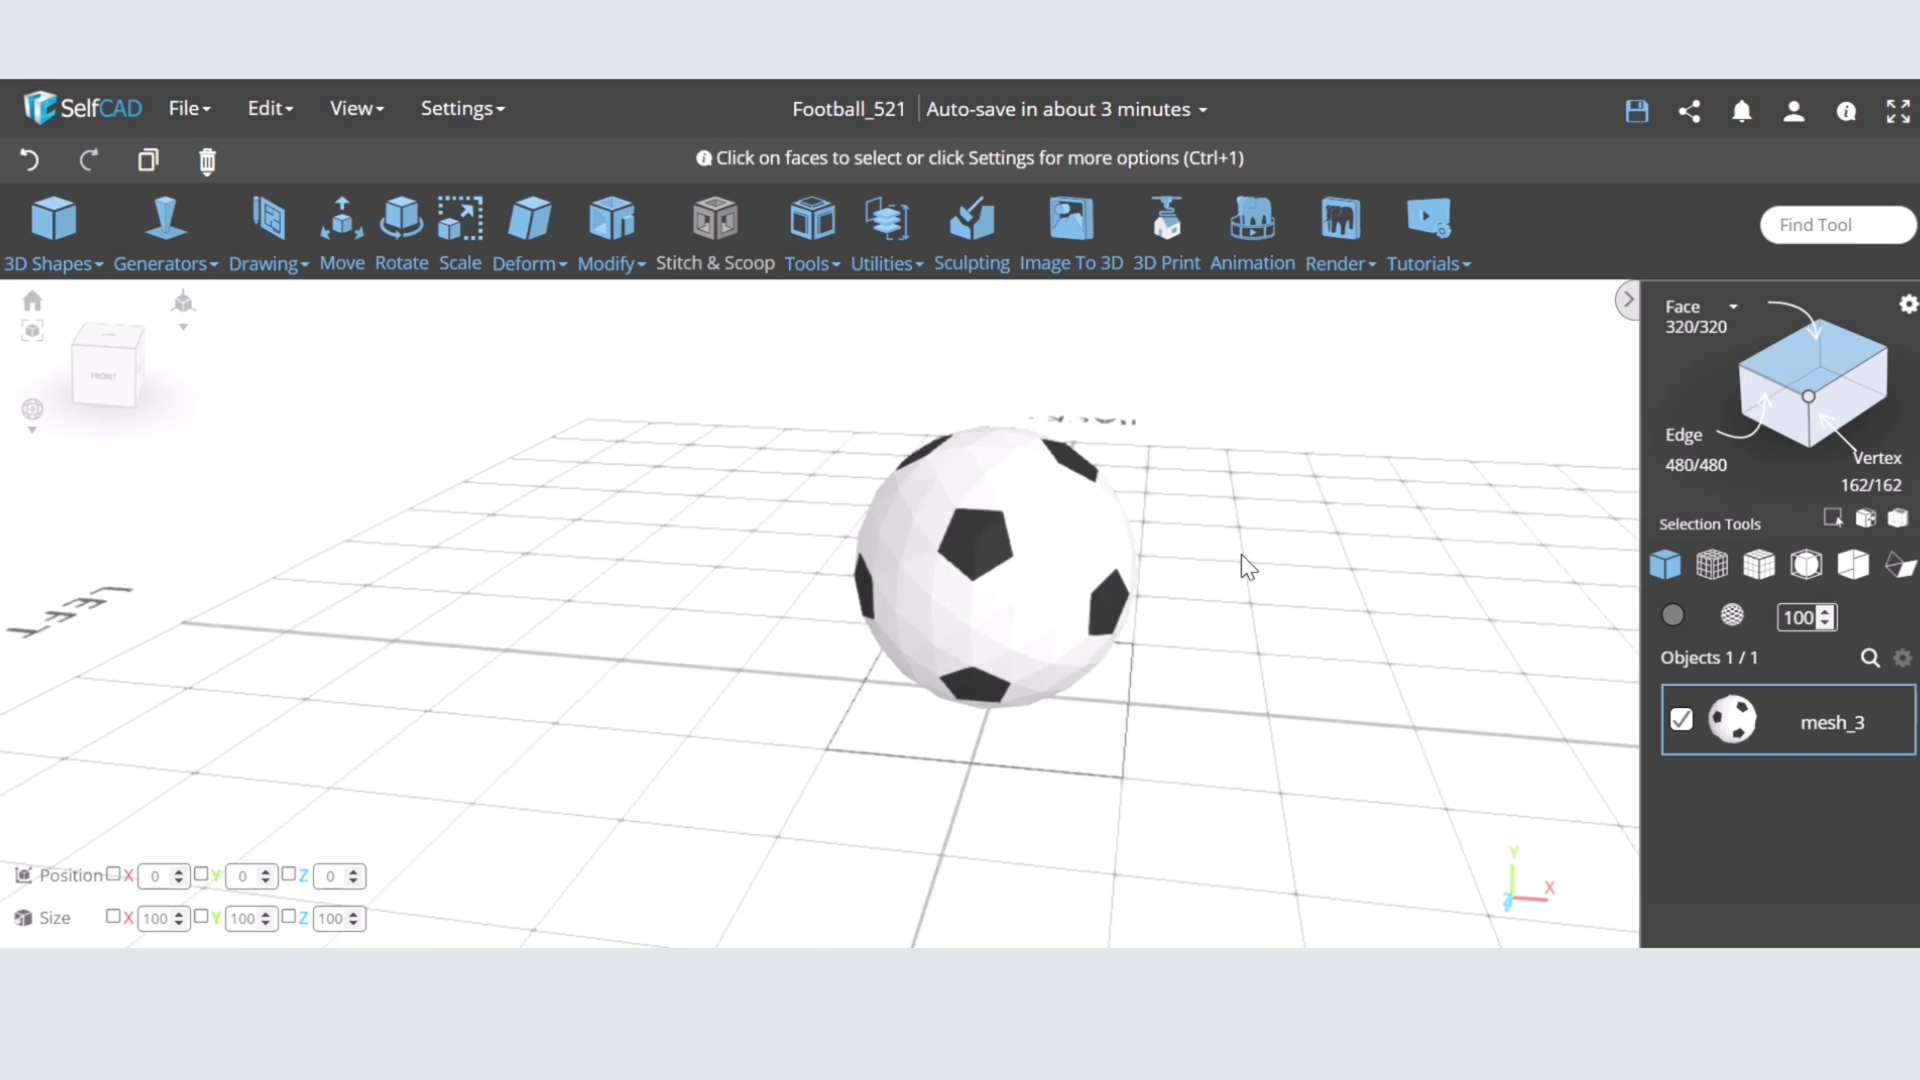 SelfCAD File Edit View Settings Football_521 Auto-save in about 3 minutes
Click on faces to select or click Settings for more options (Ctrl+1)
3D Shapes Generators Drawing Move Rotate Scale Deform Modify Stitch & Scoop Tools Utilities Sculpting Image To 3D 3D Print Animation Render Tutorials
Find Tool
FRONT
LEFT
Face
320/320
Edge
480/480
Vertex
162/162
Selection Tools
100
Objects 1 / 1
mesh_3
Position X 0 Y 0 Z 0
Size X 100 Y 100 Z 100
Y
X
Z